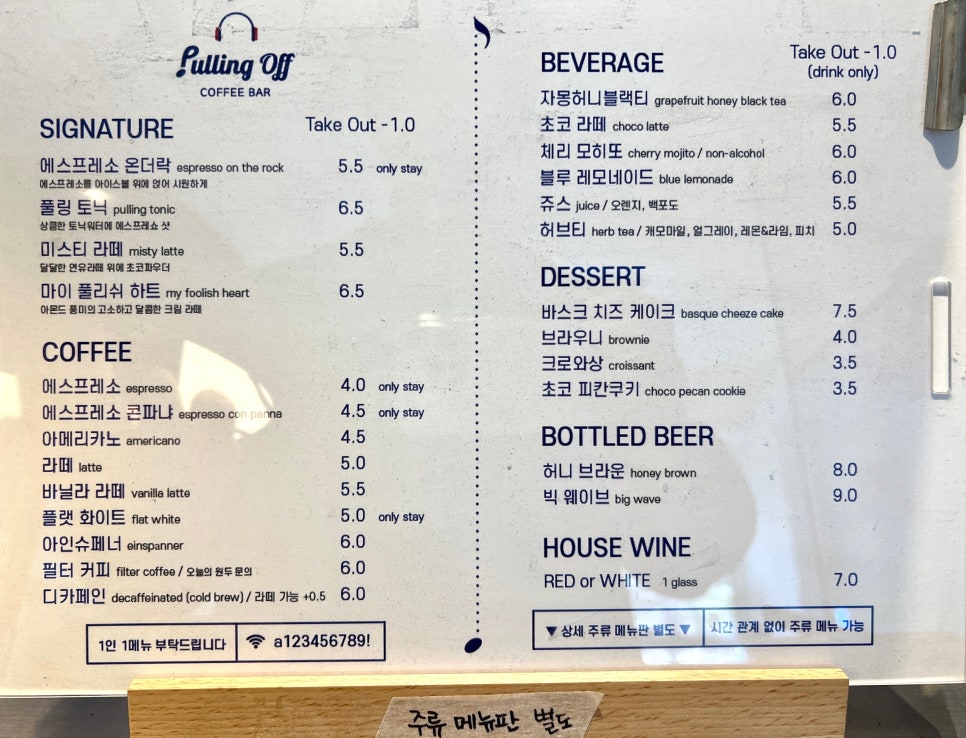 Pulling Off
COFFEE BAR
SIGNATURE Take Out -1.0
에스프레소 온더락 espresso on the rock 5.5 only stay
에스프레소를 아이스볼 위에 얹어 시원하게
풀링 토닉 pulling tonic 6.5
상큼한 토닉워터에 에스프레소 샷
미스티 라떼 misty latte 5.5
달달한 연유라떼 위에 초코파우더
마이 풀리쉬 하트 my foolish heart 6.5
아몬드 풍미의 고소하고 달콤한 크림 라떼
COFFEE
에스프레소 espresso 4.0 only stay
에스프레소 콘파냐 espresso con panna 4.5 only stay
아메리카노 americano 4.5
라떼 latte 5.0
바닐라 라떼 vanilla latte 5.5
플랫 화이트 flat white 5.0 only stay
아인슈페너 einspanner 6.0
필터 커피 filter coffee / 오늘의 원두 문의 6.0
디카페인 decaffeinated (cold brew) / 라떼 가능 +0.5 6.0
1인 1메뉴 부탁드립니다 a123456789!
BEVERAGE Take Out -1.0
(drink only)
자몽허니블랙티 grapefruit honey black tea 6.0
초코 라떼 choco latte 5.5
체리 모히또 cherry mojito / non-alcohol 6.0
블루 레모네이드 blue lemonade 6.0
쥬스 juice / 오렌지, 백포도 5.5
허브티 herb tea / 캐모마일, 얼그레이, 레몬&라임, 피치 5.0
DESSERT
바스크 치즈 케이크 basque cheeze cake 7.5
브라우니 brownie 4.0
크로와상 croissant 3.5
초코 피칸쿠키 choco pecan cookie 3.5
BOTTLED BEER
허니 브라운 honey brown 8.0
빅 웨이브 big wave 9.0
HOUSE WINE
RED or WHITE 1 glass 7.0
▼ 상세 주류 메뉴판 별도 ▼ 시간 관계 없이 주류 메뉴 가능
주류 메뉴판 별도